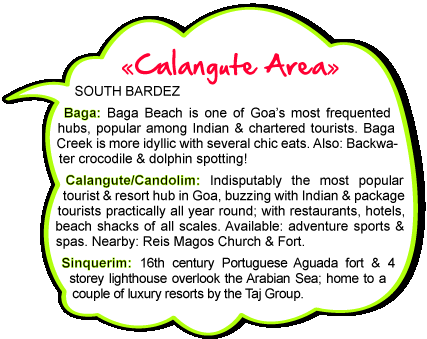 «Calangute Area»
SOUTH BARDEZ
Baga: Baga Beach is one of Goa's most frequented
hubs, popular among Indian & chartered tourists. Baga
Creek is more idyllic with several chic eats. Also: Backwa-
ter crocodile & dolphin spotting!
Calangute/Candolim: Indisputably the most popular
tourist & resort hub in Goa, buzzing with Indian & package
tourists practically all year round; with restaurants, hotels,
beach shacks of all scales. Available: adventure sports &
spas. Nearby: Reis Magos Church & Fort.
Sinquerim: 16th century Portuguese Aguada fort & 4
storey lighthouse overlook the Arabian Sea; home to a
couple of luxury resorts by the Taj Group.